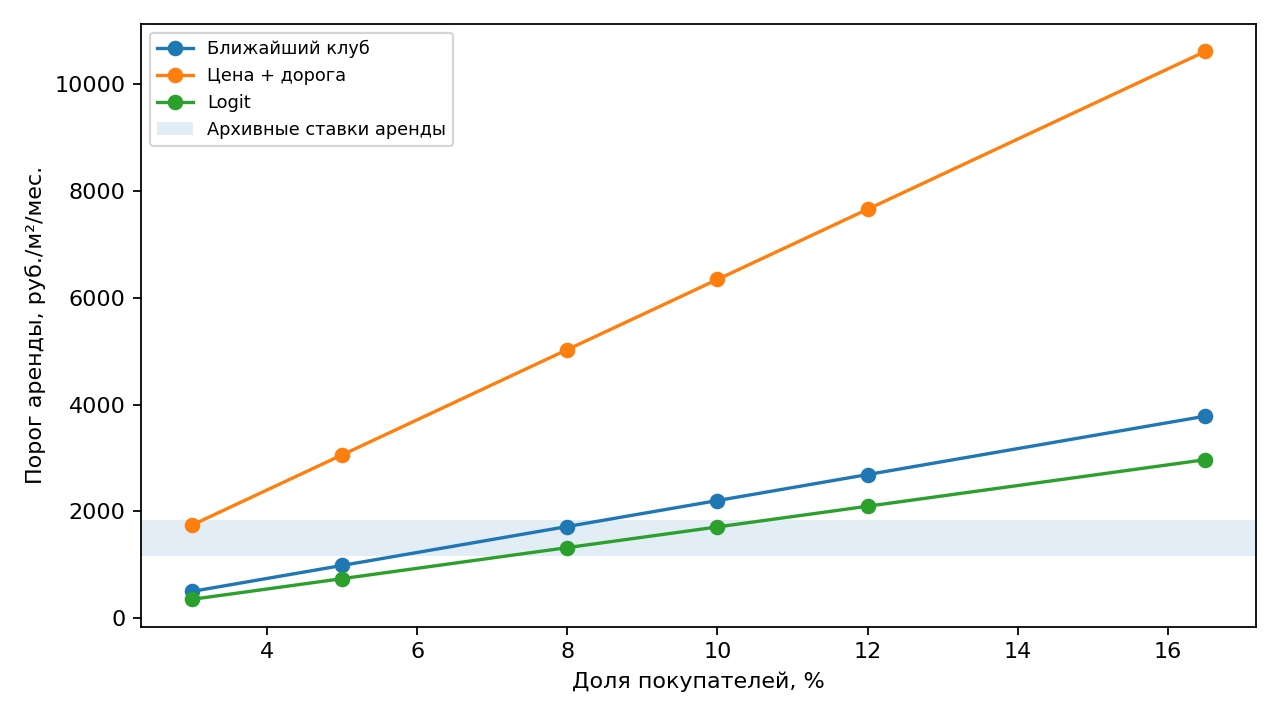 Ближайший клуб
Цена + дорога
Logit
Архивные ставки аренды
Порог аренды, руб./м²/мес.
10000
8000
6000
4000
2000
0
4 6 8 10 12 14 16
Доля покупателей, %